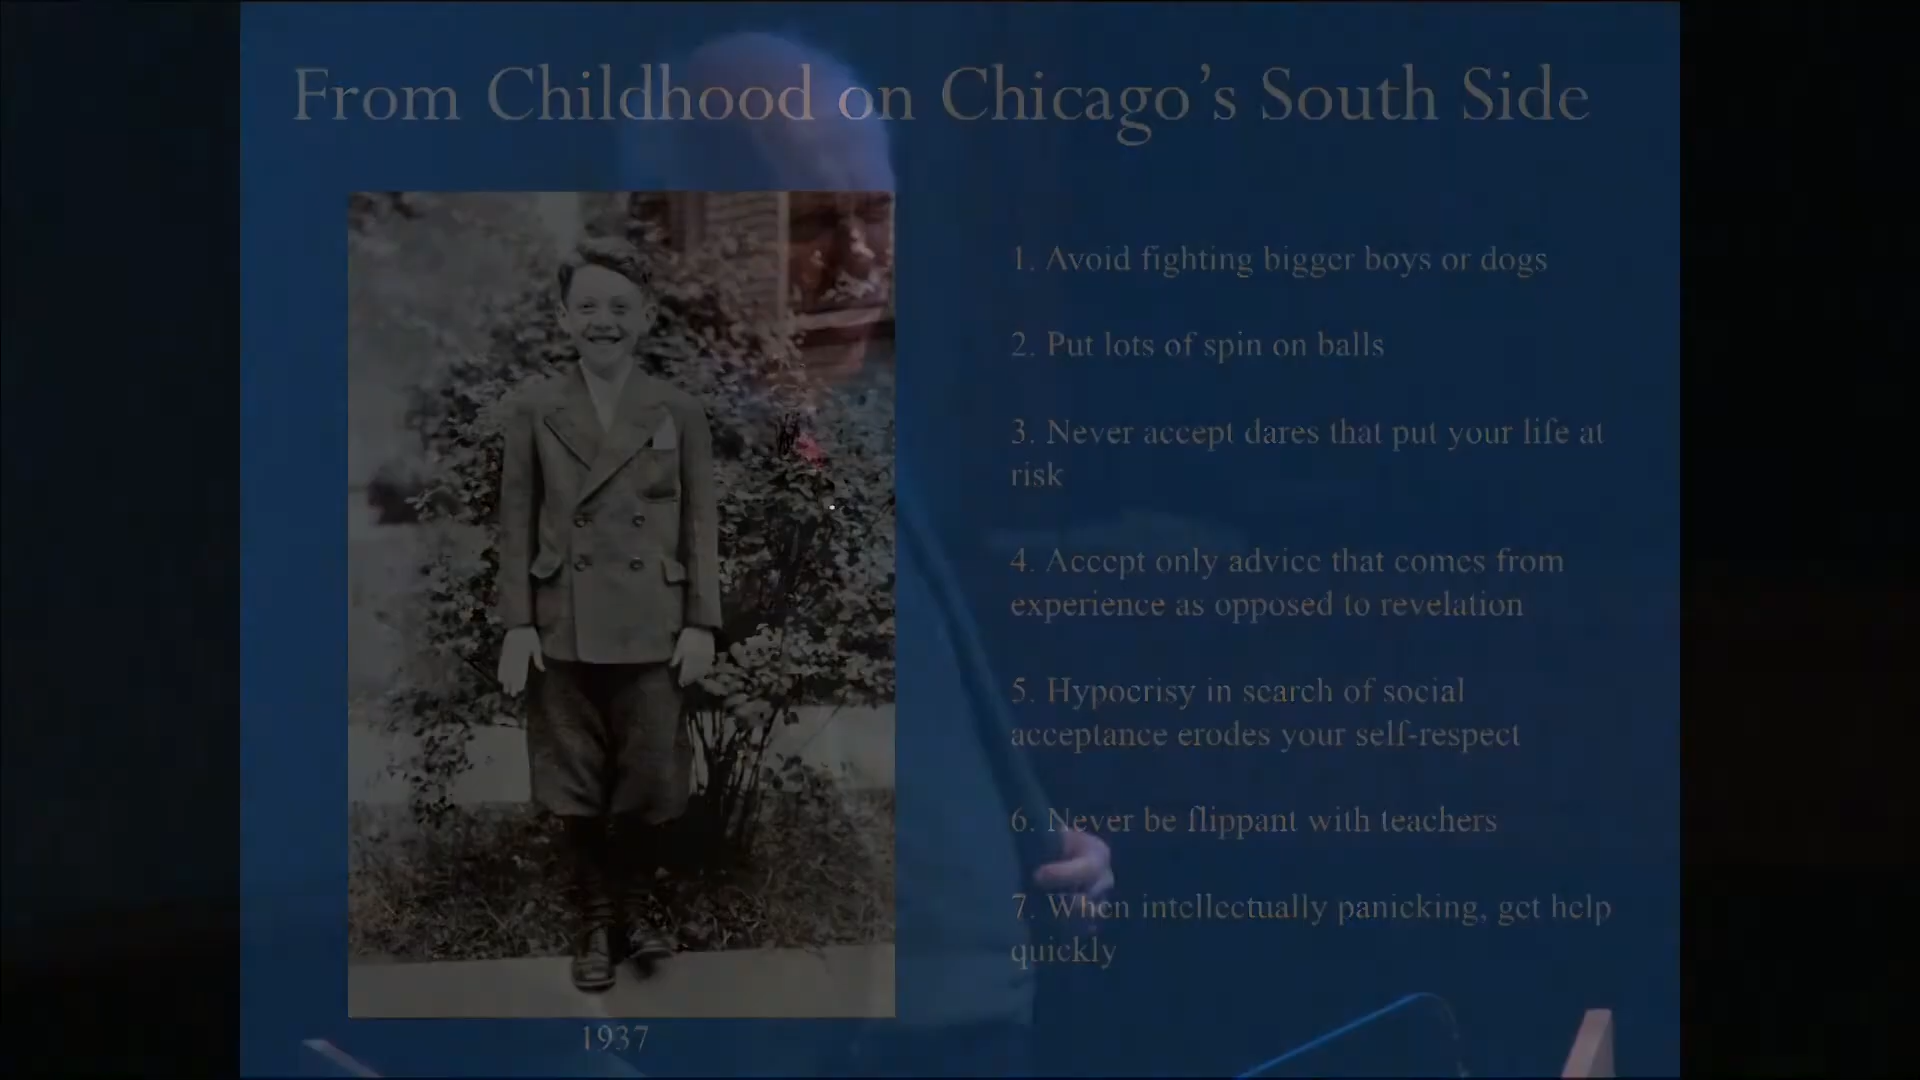 From Childhood on Chicago's South Side
1. Avoid fighting bigger boys or dogs
2. Put lots of spin on balls
3. Never accept dares that put your life at
risk
4. Accept only advice that comes from
experience as opposed to revelation
5. Hypocrisy in search of social
acceptance erodes your self-respect
6. Never be flippant with teachers
7. When intellectually panicking, get help
quickly
1937